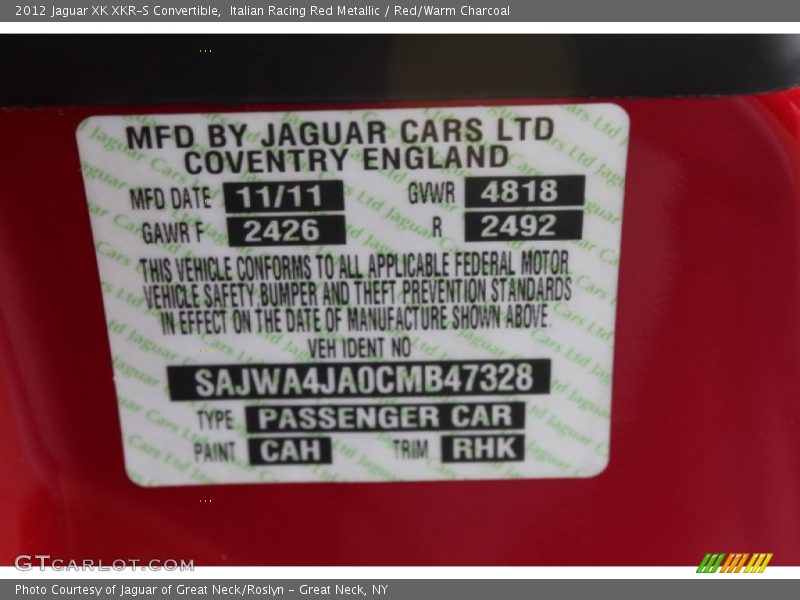 2012 Jaguar XK XKR-S Convertible, Italian Racing Red Metallic / Red/Warm Charcoal
MFD BY JAGUAR CARS LTD
COVENTRY ENGLAND
MFD DATE 11/11 GVWR 4818
GAWR F 2426 R 2492
THIS VEHICLE CONFORMS TO ALL APPLICABLE FEDERAL MOTOR
VEHICLE SAFETY,BUMPER AND THEFT PREVENTION STANDARDS
IN EFFECT ON THE DATE OF MANUFACTURE SHOWN ABOVE.
VEH IDENT NO
SAJWA4JA0CMB47328
TYPE PASSENGER CAR
PAINT CAH TRIM RHK
GTCARLOT.COM
Photo Courtesy of Jaguar of Great Neck/Roslyn - Great Neck, NY